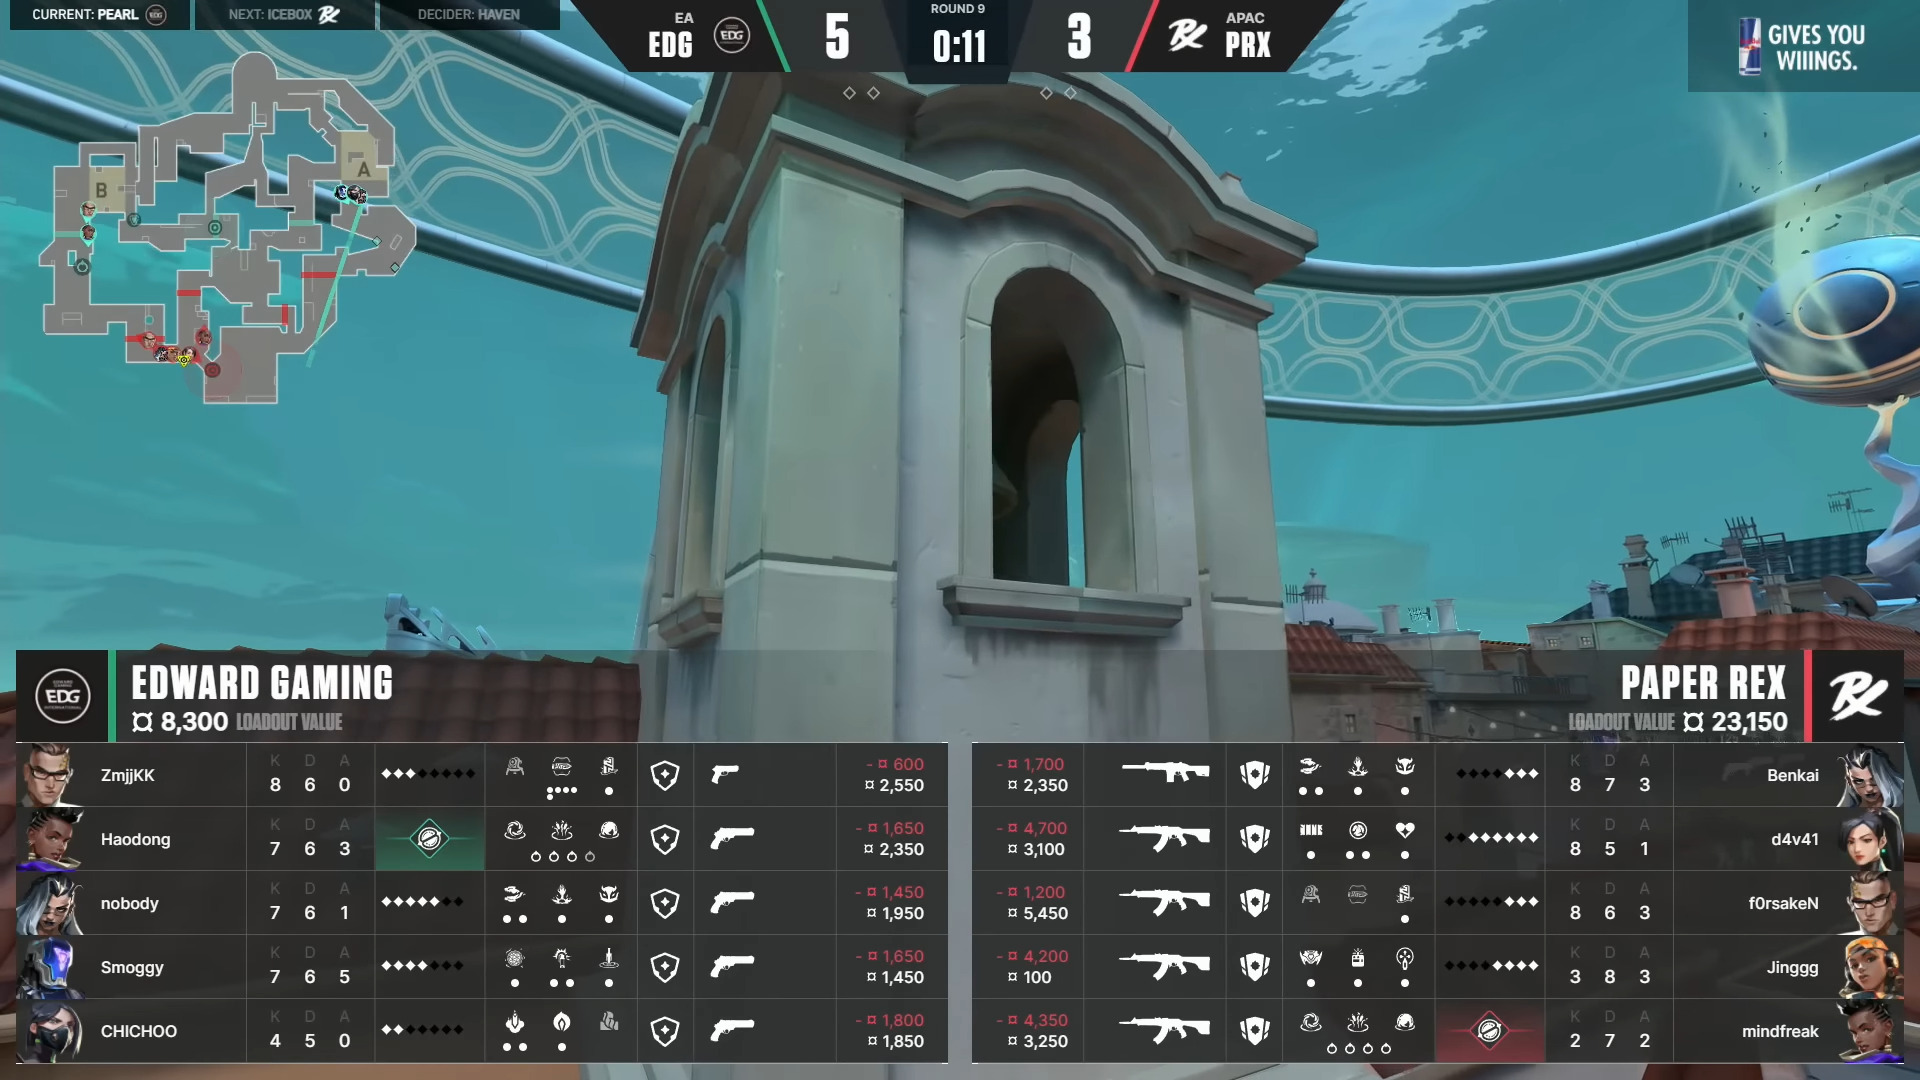 CURRENT: PEARL EDG
NEXT: ICEBOX
DECIDER: HAVEN
EA
EDG
EDG
5
ROUND 9
0:11
3
APAC
PRX
GIVES YOU
WIIINGS.
A
B
EDG
EDWARD GAMING
8,300 LOADOUT VALUE
PAPER REX
LOADOUT VALUE 23,150
K D A
ZmjjKK 8 6 0 - 600
2,550
K D A
Haodong 7 6 3 - 1,650
2,350
K D A
nobody 7 6 1 - 1,450
1,950
K D A
Smoggy 7 6 5 - 1,650
1,450
K D A
CHICHOO 4 5 0 - 1,800
1,850
- 1,700 K D A
2,350 8 7 3 Benkai
- 4,700 K D A
3,100 8 5 1 d4v41
- 1,200 K D A
5,450 8 6 3 f0rsakeN
- 4,200 K D A
100 3 8 3 Jinggg
- 4,350 K D A
3,250 2 7 2 mindfreak